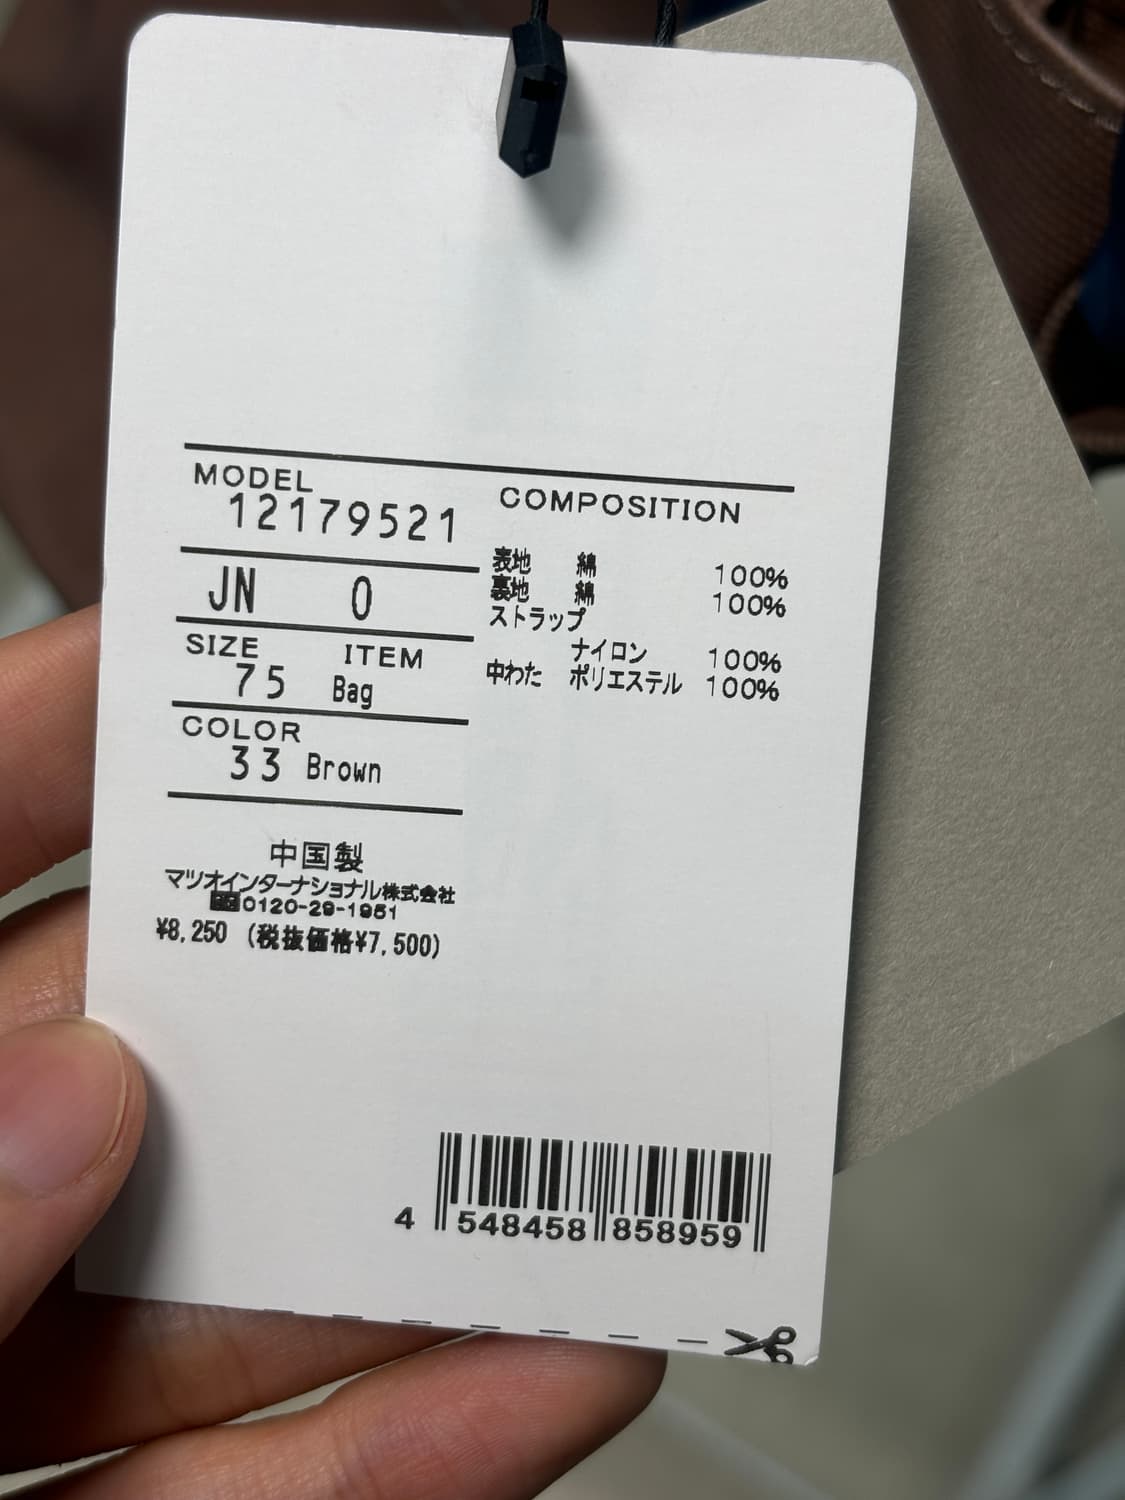 MODEL
12179521
JN 0
SIZE ITEM
75 Bag
COLOR
33 Brown
COMPOSITION
表地 綿 100%
裏地 綿 100%
ストラップ
ナイロン 100%
中わた ポリエステル 100%
中国製
マツオインターナショナル株式会社
0120-29-1951
¥8,250 (税抜価格¥7,500)
4 548458 858959